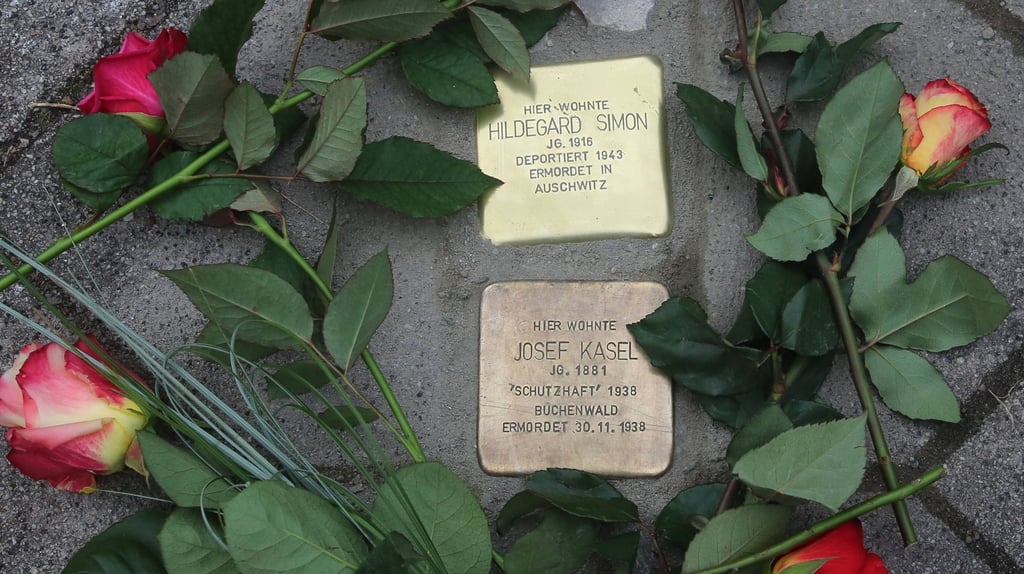 HIER WOHNTE
HILDEGARD SIMON
JG. 1916
DEPORTIERT 1943
ERMORDET IN
AUSCHWITZ
HIER WOHNTE
JOSEF KASEL
JG. 1881
'SCHUTZHAFT' 1938
BUCHENWALD
ERMORDET 30.11.1938